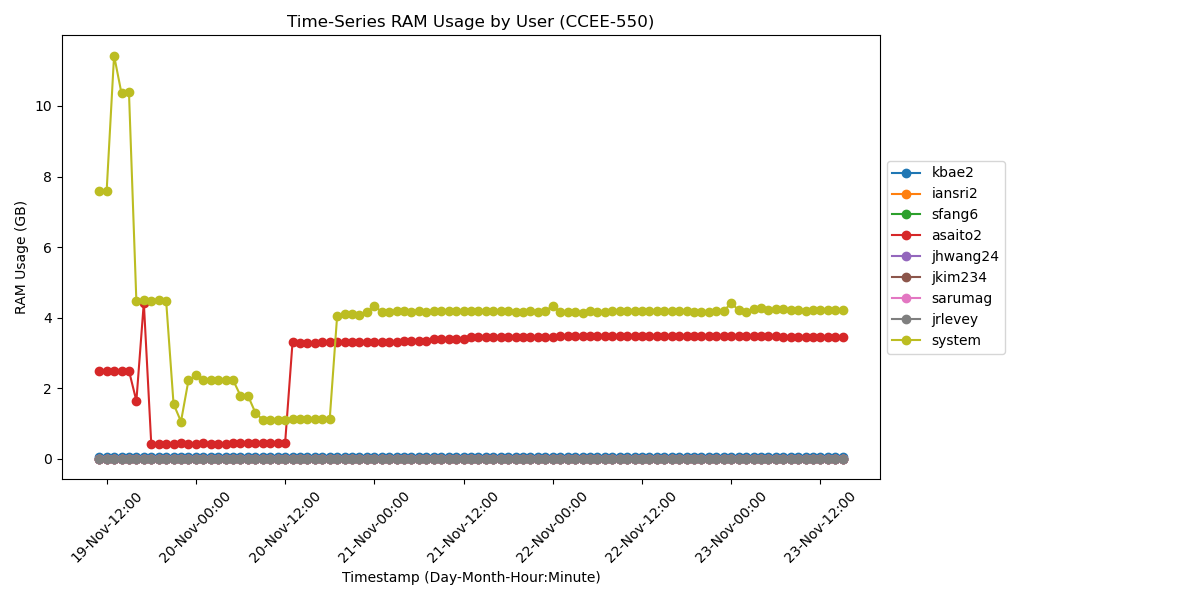 Time-Series RAM Usage by User (CCEE-550)
RAM Usage (GB)
10
8
6
4
2
0
19-Nov-12:00
20-Nov-00:00
20-Nov-12:00
21-Nov-00:00
21-Nov-12:00
22-Nov-00:00
22-Nov-12:00
23-Nov-00:00
23-Nov-12:00
Timestamp (Day-Month-Hour:Minute)
kbae2
iansri2
sfang6
asaito2
jhwang24
jkim234
sarumag
jrlevey
system